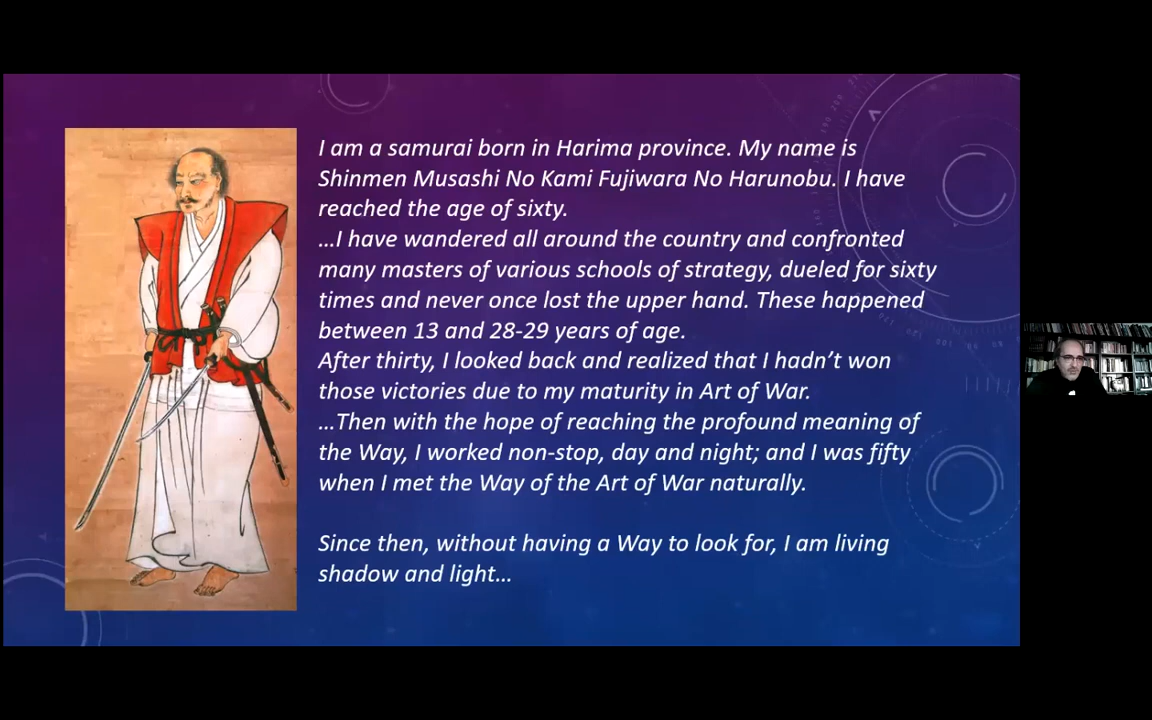 I am a samurai born in Harima province. My name is
Shinmen Musashi No Kami Fujiwara No Harunobu. I have
reached the age of sixty.
…I have wandered all around the country and confronted
many masters of various schools of strategy, dueled for sixty
times and never once lost the upper hand. These happened
between 13 and 28-29 years of age.
After thirty, I looked back and realized that I hadn’t won
those victories due to my maturity in Art of War.
…Then with the hope of reaching the profound meaning of
the Way, I worked non-stop, day and night; and I was fifty
when I met the Way of the Art of War naturally.
Since then, without having a Way to look for, I am living
shadow and light…